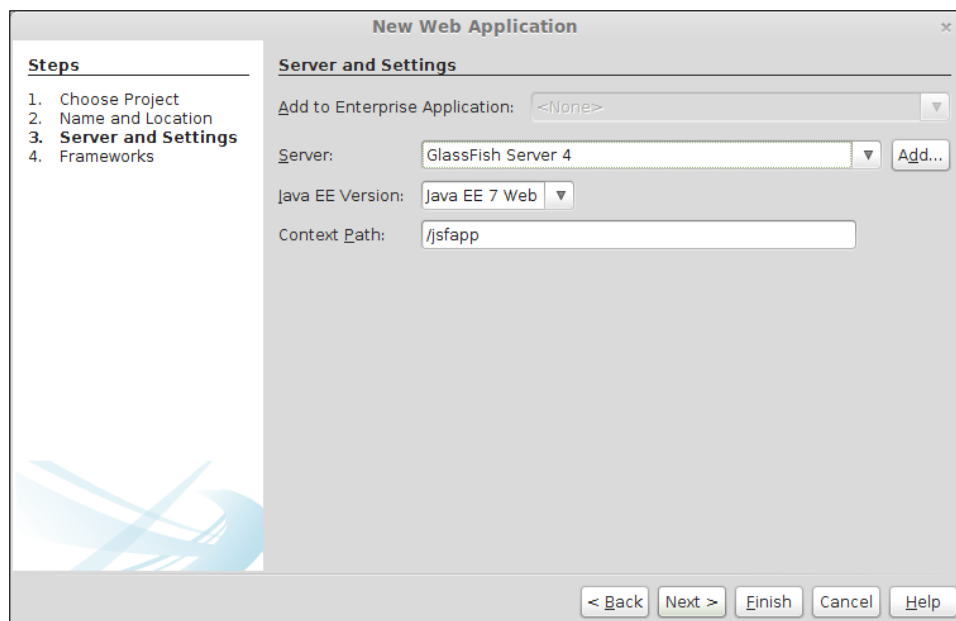 New Web Application
Steps
1. Choose Project
2. Name and Location
3. Server and Settings
4. Frameworks
Server and Settings
Add to Enterprise Application: <None>
Server: GlassFish Server 4 Add...
Java EE Version: Java EE 7 Web
Context Path: /jsfapp
< Back Next > Finish Cancel Help